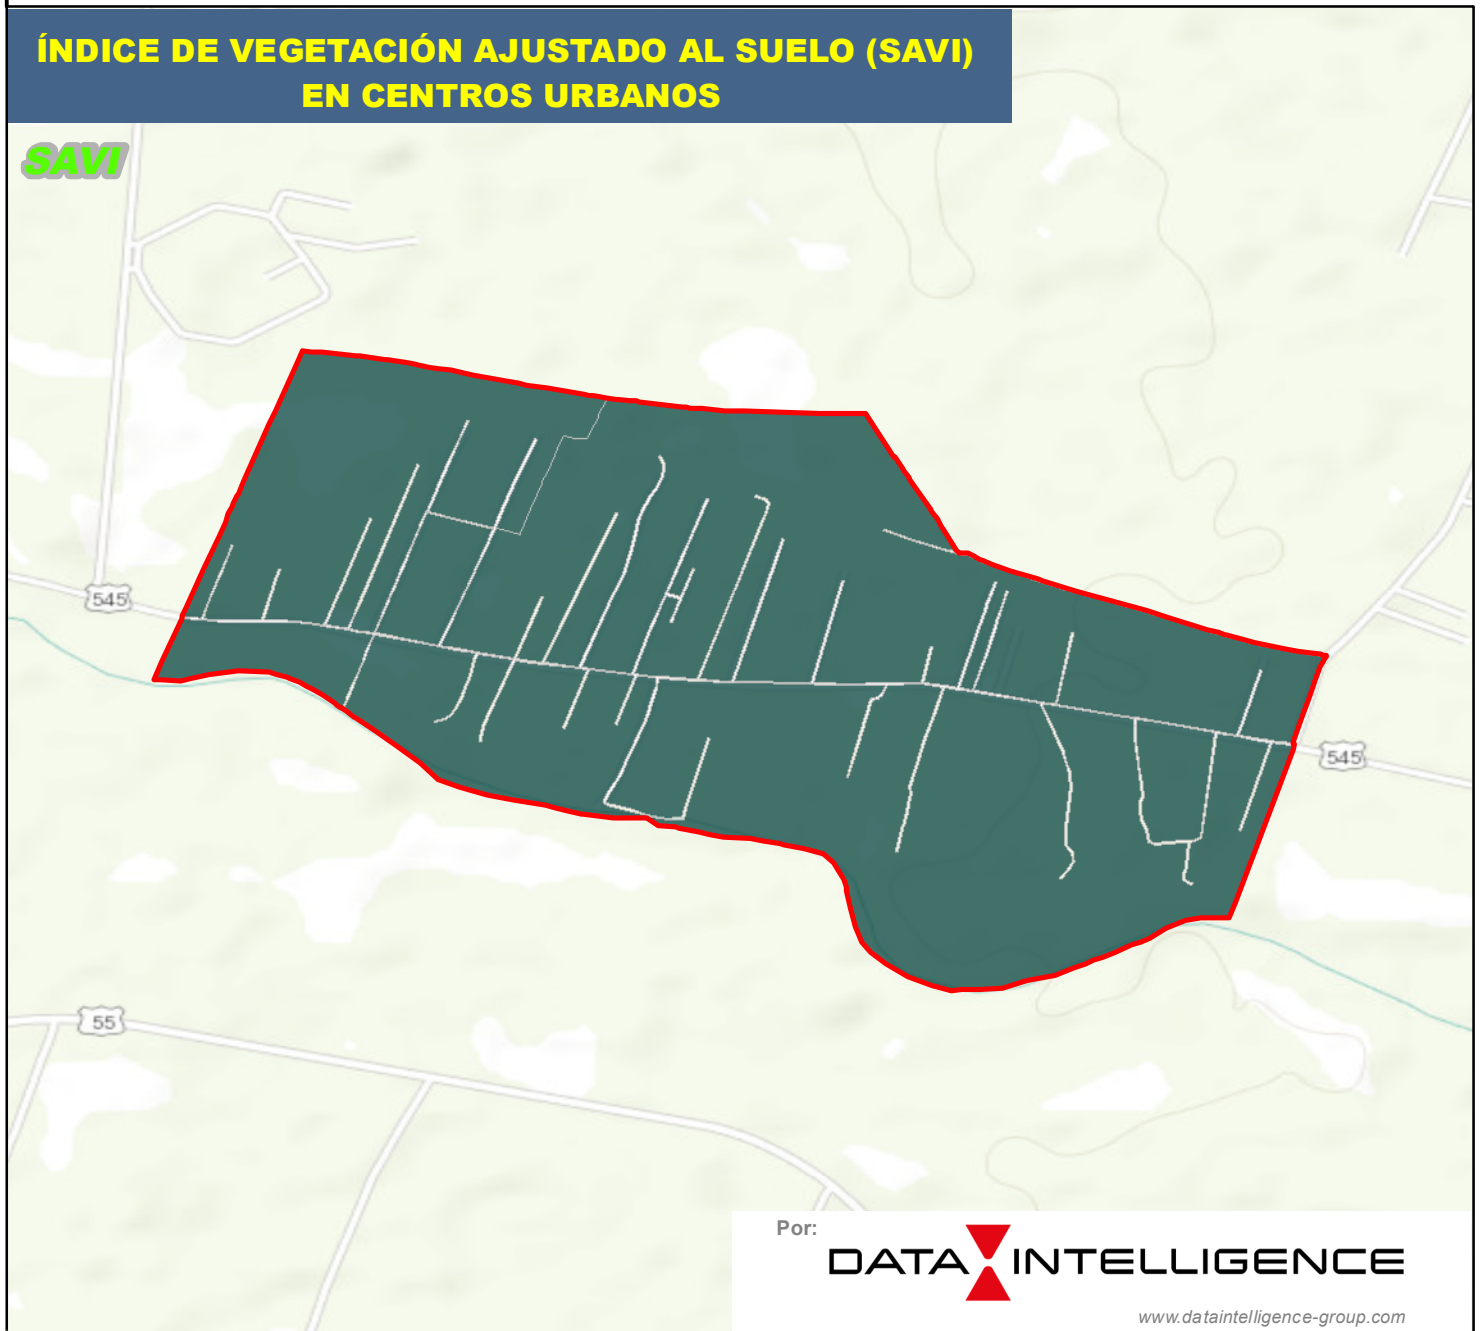 ÍNDICE DE VEGETACIÓN AJUSTADO AL SUELO (SAVI)
EN CENTROS URBANOS
SAVI
545
545
55
Por:
DATA INTELLIGENCE
www.dataintelligence-group.com